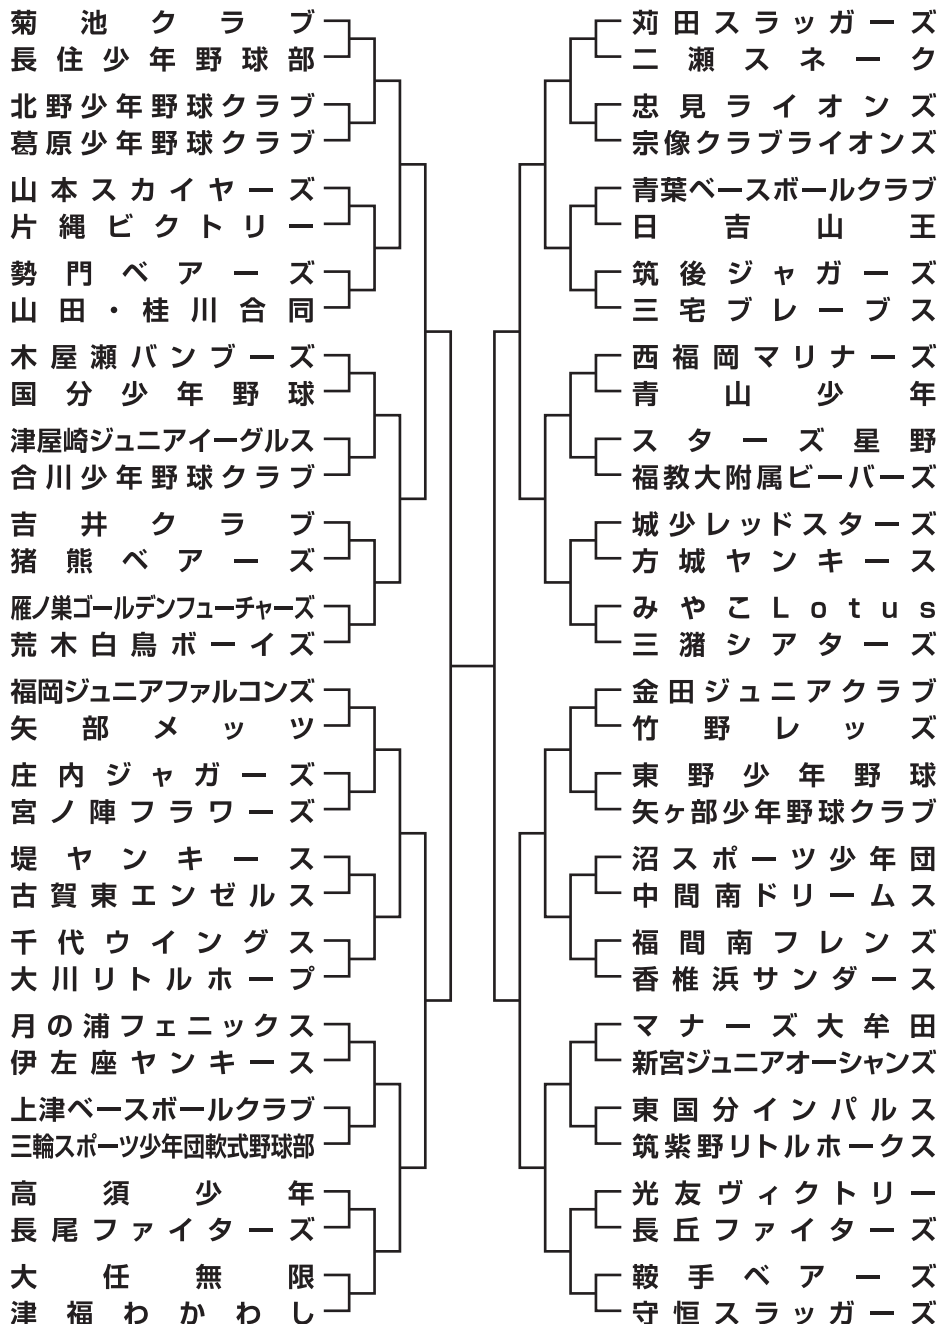 菊池クラブ
長住少年野球部
北野少年野球クラブ
葛原少年野球クラブ
山本スカイヤーズ
片縄ビクトリー
勢門ベアーズ
山田・桂川合同
木屋瀬バンブーズ
国分少年野球
津屋崎ジュニアイーグルス
合川少年野球クラブ
吉井クラブ
猪熊ベアーズ
雁ノ巣ゴールデンフューチャーズ
荒木白鳥ボーイズ
福岡ジュニアファルコンズ
矢部メッツ
庄内ジャガーズ
宮ノ陣フラワーズ
堤ヤンキース
古賀東エンゼルス
千代ウイングス
大川リトルホープ
月の浦フェニックス
伊左座ヤンキース
上津ベースボールクラブ
三輪スポーツ少年団軟式野球部
高須少年
長尾ファイターズ
大任無限
津福わかわし
苅田スラッガーズ
二瀬スネーク
忠見ライオンズ
宗像クラブライオンズ
青葉ベースボールクラブ
日吉山王
筑後ジャガーズ
三宅ブレーブス
西福岡マリナーズ
青山少年
スターズ星野
福教大附属ビーバーズ
城少レッドスターズ
方城ヤンキース
みやこLotus
三潴シアターズ
金田ジュニアクラブ
竹野レッズ
東野少年野球
矢ヶ部少年野球クラブ
沼スポーツ少年団
中間南ドリームス
福間南フレンズ
香椎浜サンダース
マナーズ大牟田
新宮ジュニアオーシャンズ
東国分インパルス
筑紫野リトルホークス
光友ヴィクトリー
長丘ファイターズ
鞍手ベアーズ
守恒スラッガーズ